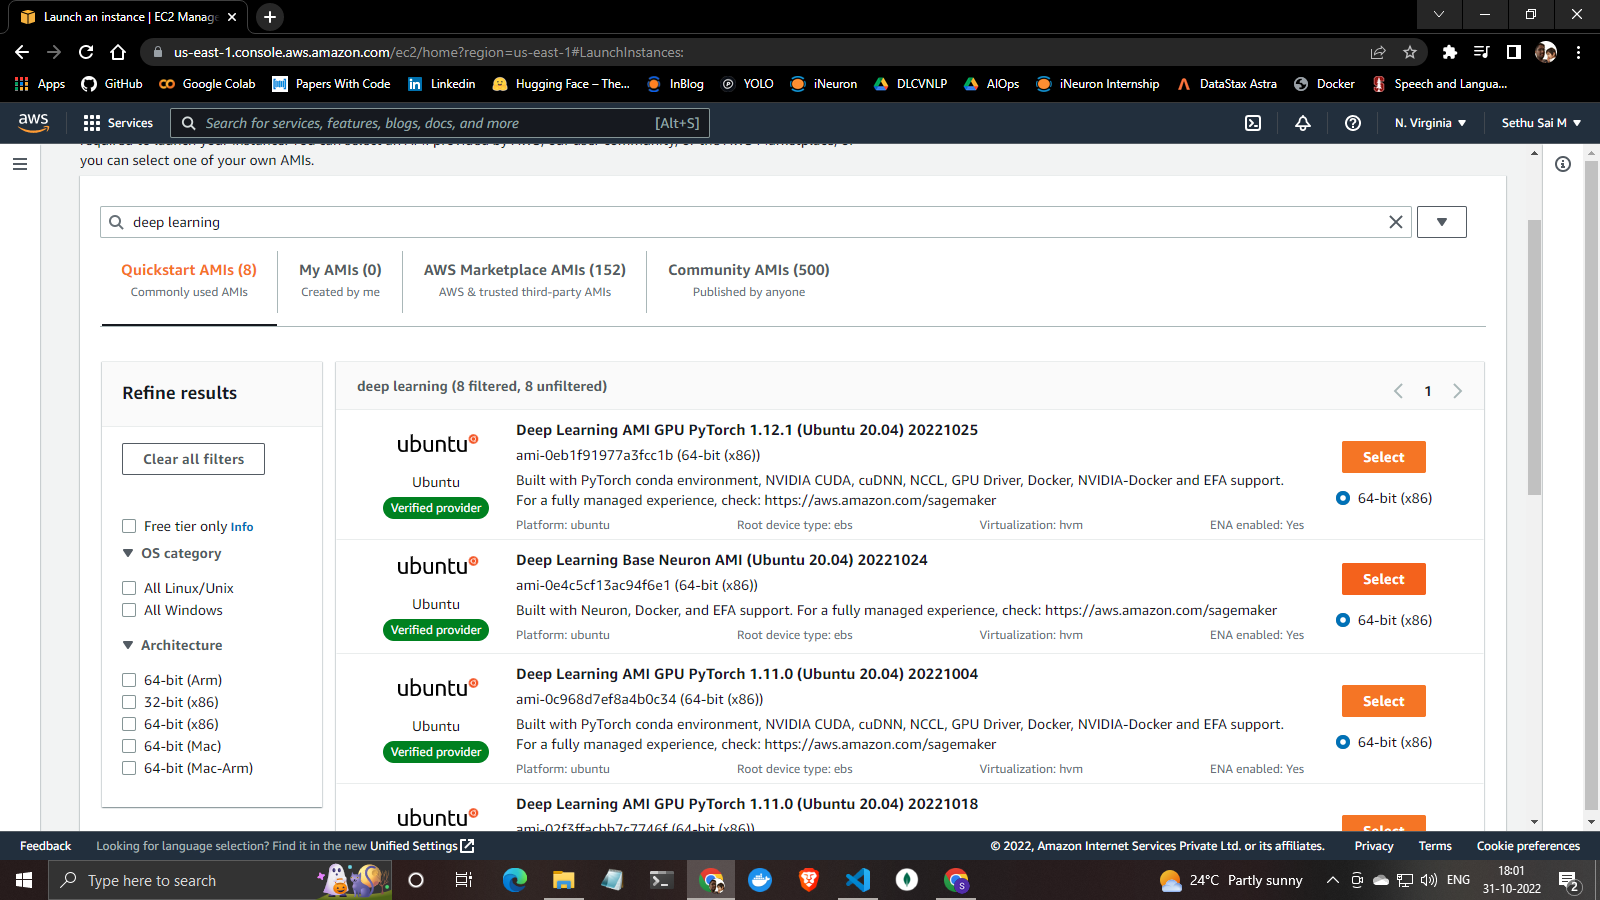 Launch an instance | EC2 Manage
us-east-1.console.aws.amazon.com/ec2/home?region=us-east-1#LaunchInstances:
Apps GitHub Google Colab Papers With Code Linkedin Hugging Face – The... InBlog YOLO iNeuron DLCVNLP AIOps iNeuron Internship DataStax Astra Docker Speech and Langua...
aws Services Search for services, features, blogs, docs, and more [Alt+S] N. Virginia Sethu Sai M
you can select one of your own AMIs.
deep learning
Quickstart AMIs (8) My AMIs (0) AWS Marketplace AMIs (152) Community AMIs (500)
Commonly used AMIs Created by me AWS & trusted third-party AMIs Published by anyone
Refine results
Clear all filters
Free tier only Info
OS category
All Linux/Unix
All Windows
Architecture
64-bit (Arm)
32-bit (x86)
64-bit (x86)
64-bit (Mac)
64-bit (Mac-Arm)
deep learning (8 filtered, 8 unfiltered)
1
ubuntu
Ubuntu
Verified provider
Deep Learning AMI GPU PyTorch 1.12.1 (Ubuntu 20.04) 20221025
ami-0eb1f91977a3fcc1b (64-bit (x86))
Built with PyTorch conda environment, NVIDIA CUDA, cuDNN, NCCL, GPU Driver, Docker, NVIDIA-Docker and EFA support.
For a fully managed experience, check: https://aws.amazon.com/sagemaker
Platform: ubuntu Root device type: ebs Virtualization: hvm ENA enabled: Yes
Select
64-bit (x86)
ubuntu
Ubuntu
Verified provider
Deep Learning Base Neuron AMI (Ubuntu 20.04) 20221024
ami-0e4c5cf13ac94f6e1 (64-bit (x86))
Built with Neuron, Docker, and EFA support. For a fully managed experience, check: https://aws.amazon.com/sagemaker
Platform: ubuntu Root device type: ebs Virtualization: hvm ENA enabled: Yes
Select
64-bit (x86)
ubuntu
Ubuntu
Verified provider
Deep Learning AMI GPU PyTorch 1.11.0 (Ubuntu 20.04) 20221004
ami-0c968d7ef8a4b0c34 (64-bit (x86))
Built with PyTorch conda environment, NVIDIA CUDA, cuDNN, NCCL, GPU Driver, Docker, NVIDIA-Docker and EFA support.
For a fully managed experience, check: https://aws.amazon.com/sagemaker
Platform: ubuntu Root device type: ebs Virtualization: hvm ENA enabled: Yes
Select
64-bit (x86)
ubuntu
Deep Learning AMI GPU PyTorch 1.11.0 (Ubuntu 20.04) 20221018
ami-02f3ffacbb7c7746f (64-bit (x86))
Select
Feedback Looking for language selection? Find it in the new Unified Settings © 2022, Amazon Internet Services Private Ltd. or its affiliates. Privacy Terms Cookie preferences
Type here to search 24°C Partly sunny ENG 18:01
31-10-2022 2